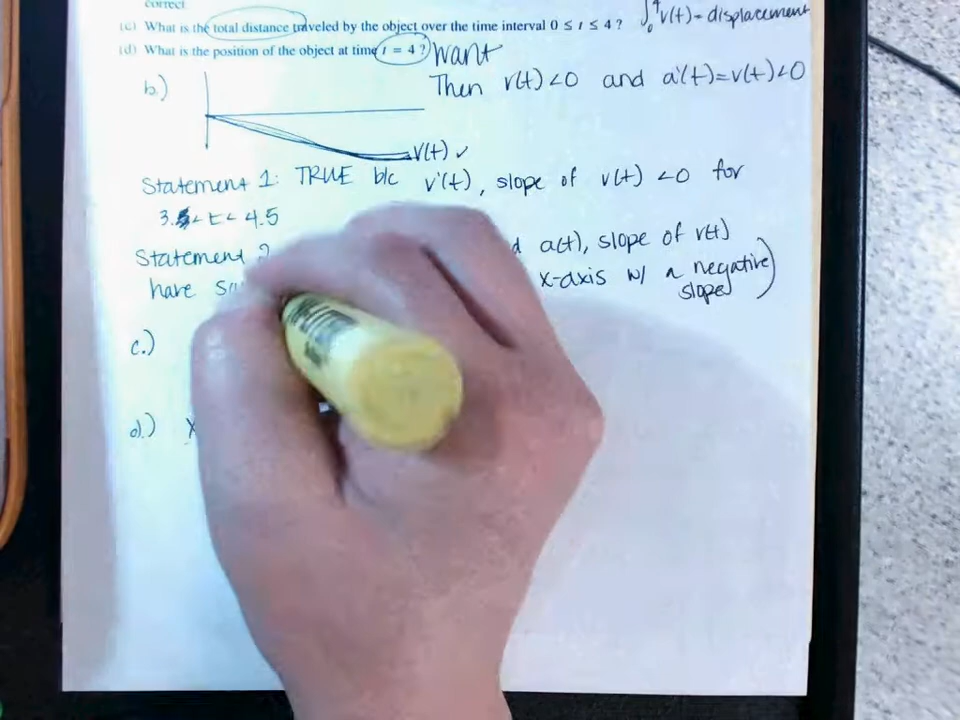 correct
(c) What is the total distance traveled by the object over the time interval 0 ≤ t ≤ 4 ? ∫₀⁴ v(t) = displacement
(d) What is the position of the object at time t = 4 ? want
b.) Then v(t) <0 and a'(t)=v(t)<0
v(t) ✓
Statement 1: TRUE b/c v'(t), slope of v(t) <0 for
3.5< t < 4.5
Statement 2 a(t), slope of v(t)
have x-axis w/ a negative slope)
c.)
d.) x